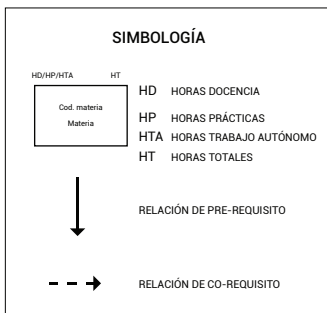 SIMBOLOGÍA
HD/HP/HTA HT
Cod. materia
Materia
HD HORAS DOCENCIA
HP HORAS PRÁCTICAS
HTA HORAS TRABAJO AUTÓNOMO
HT HORAS TOTALES
RELACIÓN DE PRE-REQUISITO
RELACIÓN DE CO-REQUISITO